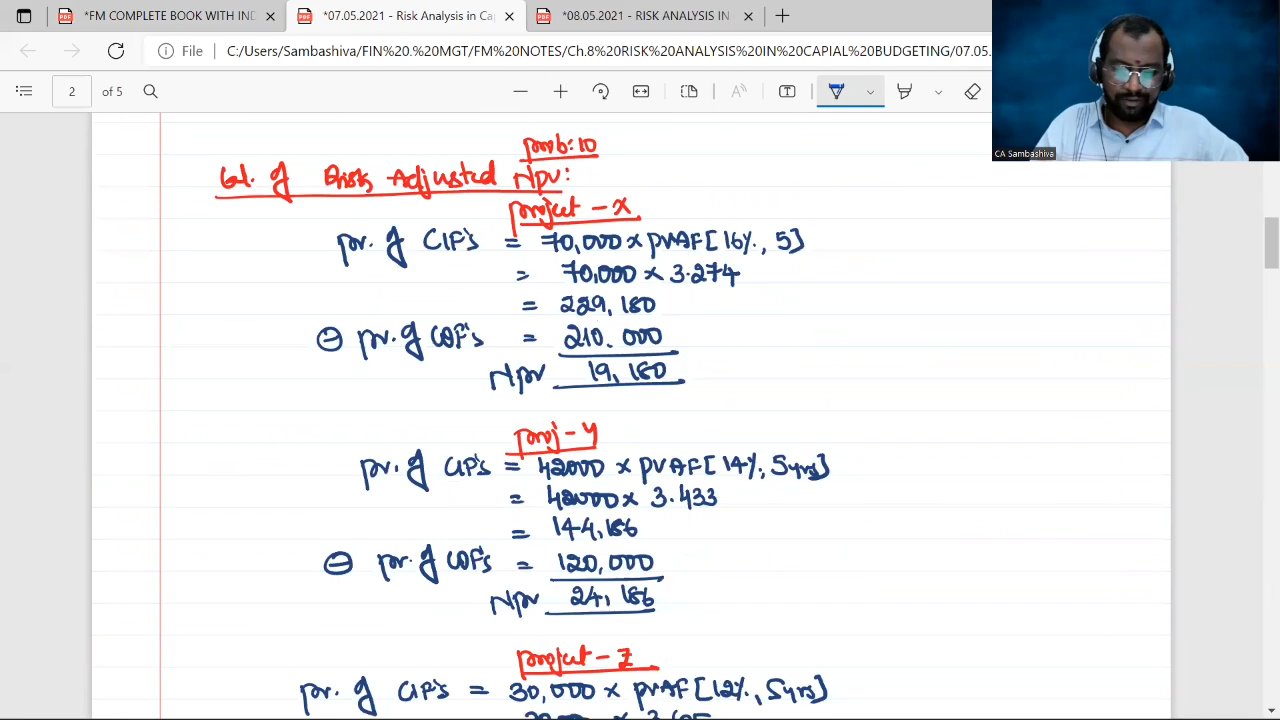 *FM COMPLETE BOOK WITH IND
*07.05.2021 - Risk Analysis in Ca
*08.05.2021 - RISK ANALYSIS IN
File
C:/Users/Sambashiva/FIN%20.%20MGT/FM%20NOTES/Ch.8%20RISK%20ANALYSIS%20IN%20CAPIAL%20BUDGETING/07.05.
2 of 5
CA Sambashiva
prob:10
Cal. of Risk Adjusted Npv:
project - x
pv. of CIF's = 70,000 x PVAF[16%, 5]
= 70,000 x 3.274
= 229,180
⊖ pv. of COF's = 210.000
Npv 19,180
proj - y
pv. of CIF's = 42000 x PVAF[14%, 5yrs]
= 42000 x 3.433
= 144,186
⊖ pv. of COF's = 120,000
Npv 24,186
project - z
pv. of CIF's = 30,000 x PVAF[12%, 5yrs]